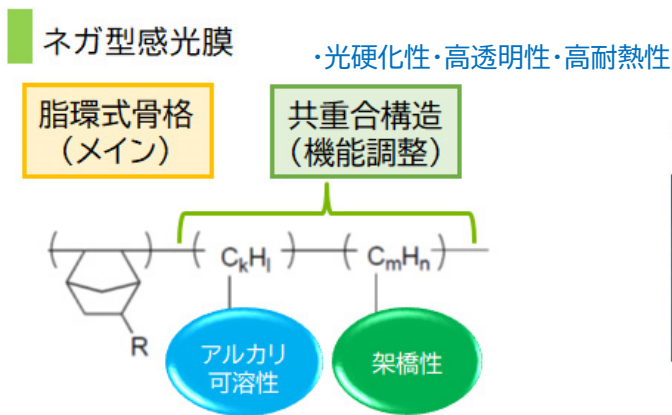 ネガ型感光膜
・光硬化性・高透明性・高耐熱性
脂環式骨格
（メイン）
共重合構造
（機能調整）
CkHl
CmHn
R
アルカリ
可溶性
架橋性